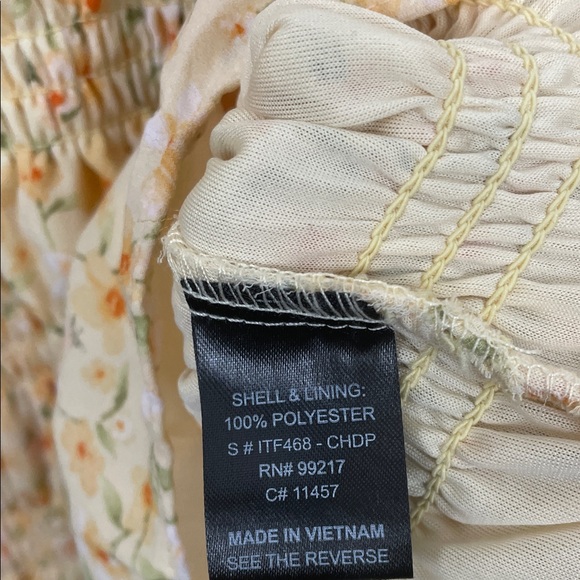 SHELL & LINING:
100% POLYESTER
S # ITF468 - CHDP
RN# 99217
C# 11457
MADE IN VIETNAM
SEE THE REVERSE